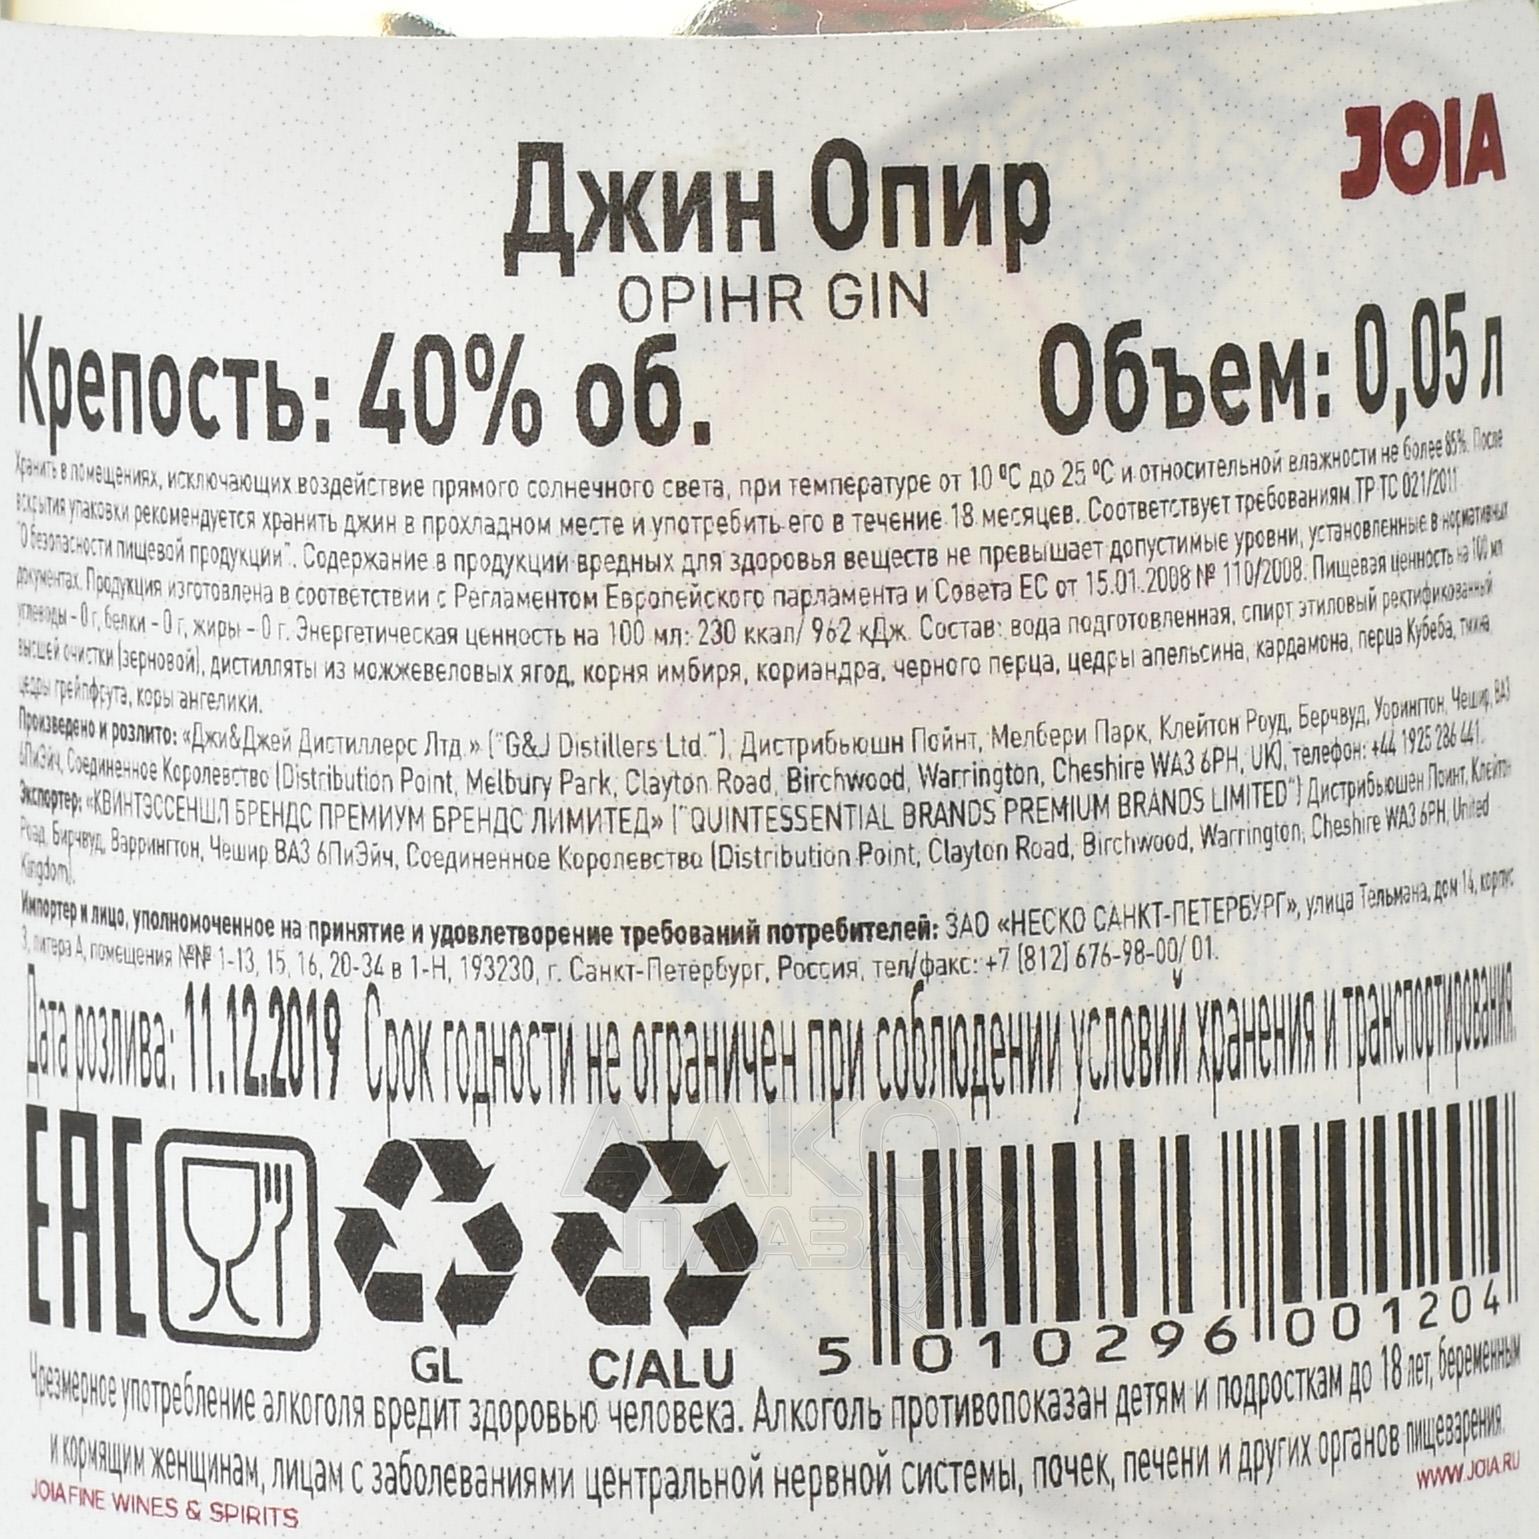 JOIA
Джин Опир
OPIHR GIN
Крепость: 40% об. Объем: 0,05 л
Хранить в помещениях, исключающих воздействие прямого солнечного света, при температуре от 10 ºС до 25 ºС и относительной влажности не более 85%. После
вскрытия упаковки рекомендуется хранить джин в прохладном месте и употребить его в течение 18 месяцев. Соответствует требованиям ТР ТС 021/2011
"О безопасности пищевой продукции". Содержание в продукции вредных для здоровья веществ не превышает допустимые уровни, установленные в нормативных
документах. Продукция изготовлена в соответствии с Регламентом Европейского парламента и Совета ЕС от 15.01.2008 № 110/2008. Пищевая ценность на 100 мл
углеводы – 0 г, белки – 0 г, жиры – 0 г. Энергетическая ценность на 100 мл: 230 ккал/ 962 кДж. Состав: вода подготовленная, спирт этиловый ректификованный
высшей очистки (зерновой), дистилляты из можжевеловых ягод, корня имбиря, кориандра, черного перца, цедры апельсина, кардамона, перца Кубеба, тмина,
цедры грейпфрута, коры ангелики.
Произведено и розлито: «Джи&Джей Дистиллерс Лтд.» ("G&J Distillers Ltd."), Дистрибьюшн Пойнт, Мелбери Парк, Клейтон Роуд, Берчвуд, Уорингтон, Чешир, ВА3
6ПиЭйч, Соединенное Королевство (Distribution Point, Melbury Park, Clayton Road, Birchwood, Warrington, Cheshire WA3 6PH, UK), телефон: +44 1925 286 441.
Экспортер: «КВИНТЭССЕНШЛ БРЕНДС ПРЕМИУМ БРЕНДС ЛИМИТЕД» ("QUINTESSENTIAL BRANDS PREMIUM BRANDS LIMITED") Дистрибьюшен Поинт, Клейтон
Роад, Бирчвуд, Варрингтон, Чешир ВА3 6ПиЭйч, Соединенное Королевство (Distribution Point, Clayton Road, Birchwood, Warrington, Cheshire WA3 6PH, United
Kingdom).
Импортер и лицо, уполномоченное на принятие и удовлетворение требований потребителей: ЗАО «НЕСКО САНКТ-ПЕТЕРБУРГ», улица Тельмана, дом 14, корпус
3, литера А, помещения №№ 1-13, 15, 16, 20-34 в 1-Н, 193230, г. Санкт-Петербург, Россия, тел/факс: +7 (812) 676-98-00/ 01.
Дата розлива: 11.12.2019 Срок годности не ограничен при соблюдении условий хранения и транспортирования.
EAC
GL
C/ALU
АЛКО
ПЛАЗА
5 010296 001204
Чрезмерное употребление алкоголя вредит здоровью человека. Алкоголь противопоказан детям и подросткам до 18 лет, беременным
и кормящим женщинам, лицам с заболеваниями центральной нервной системы, почек, печени и других органов пищеварения.
JOIA FINE WINES & SPIRITS WWW.JOIA.RU